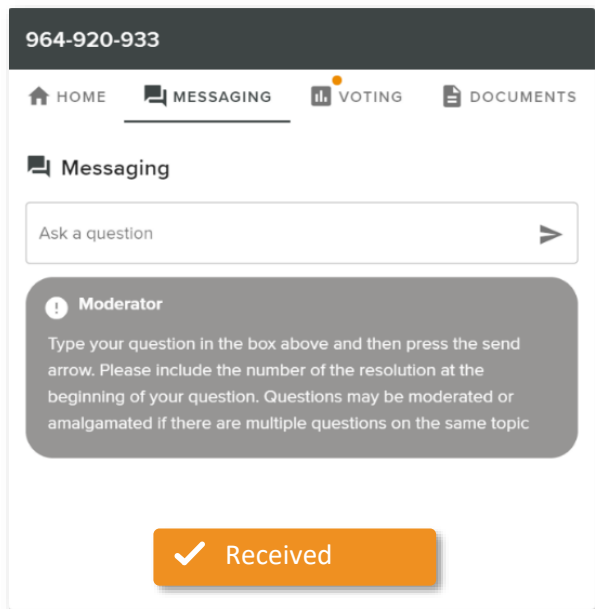 964-920-933
HOME MESSAGING VOTING DOCUMENTS
Messaging
Ask a question
Moderator
Type your question in the box above and then press the send
arrow. Please include the number of the resolution at the
beginning of your question. Questions may be moderated or
amalgamated if there are multiple questions on the same topic
Received